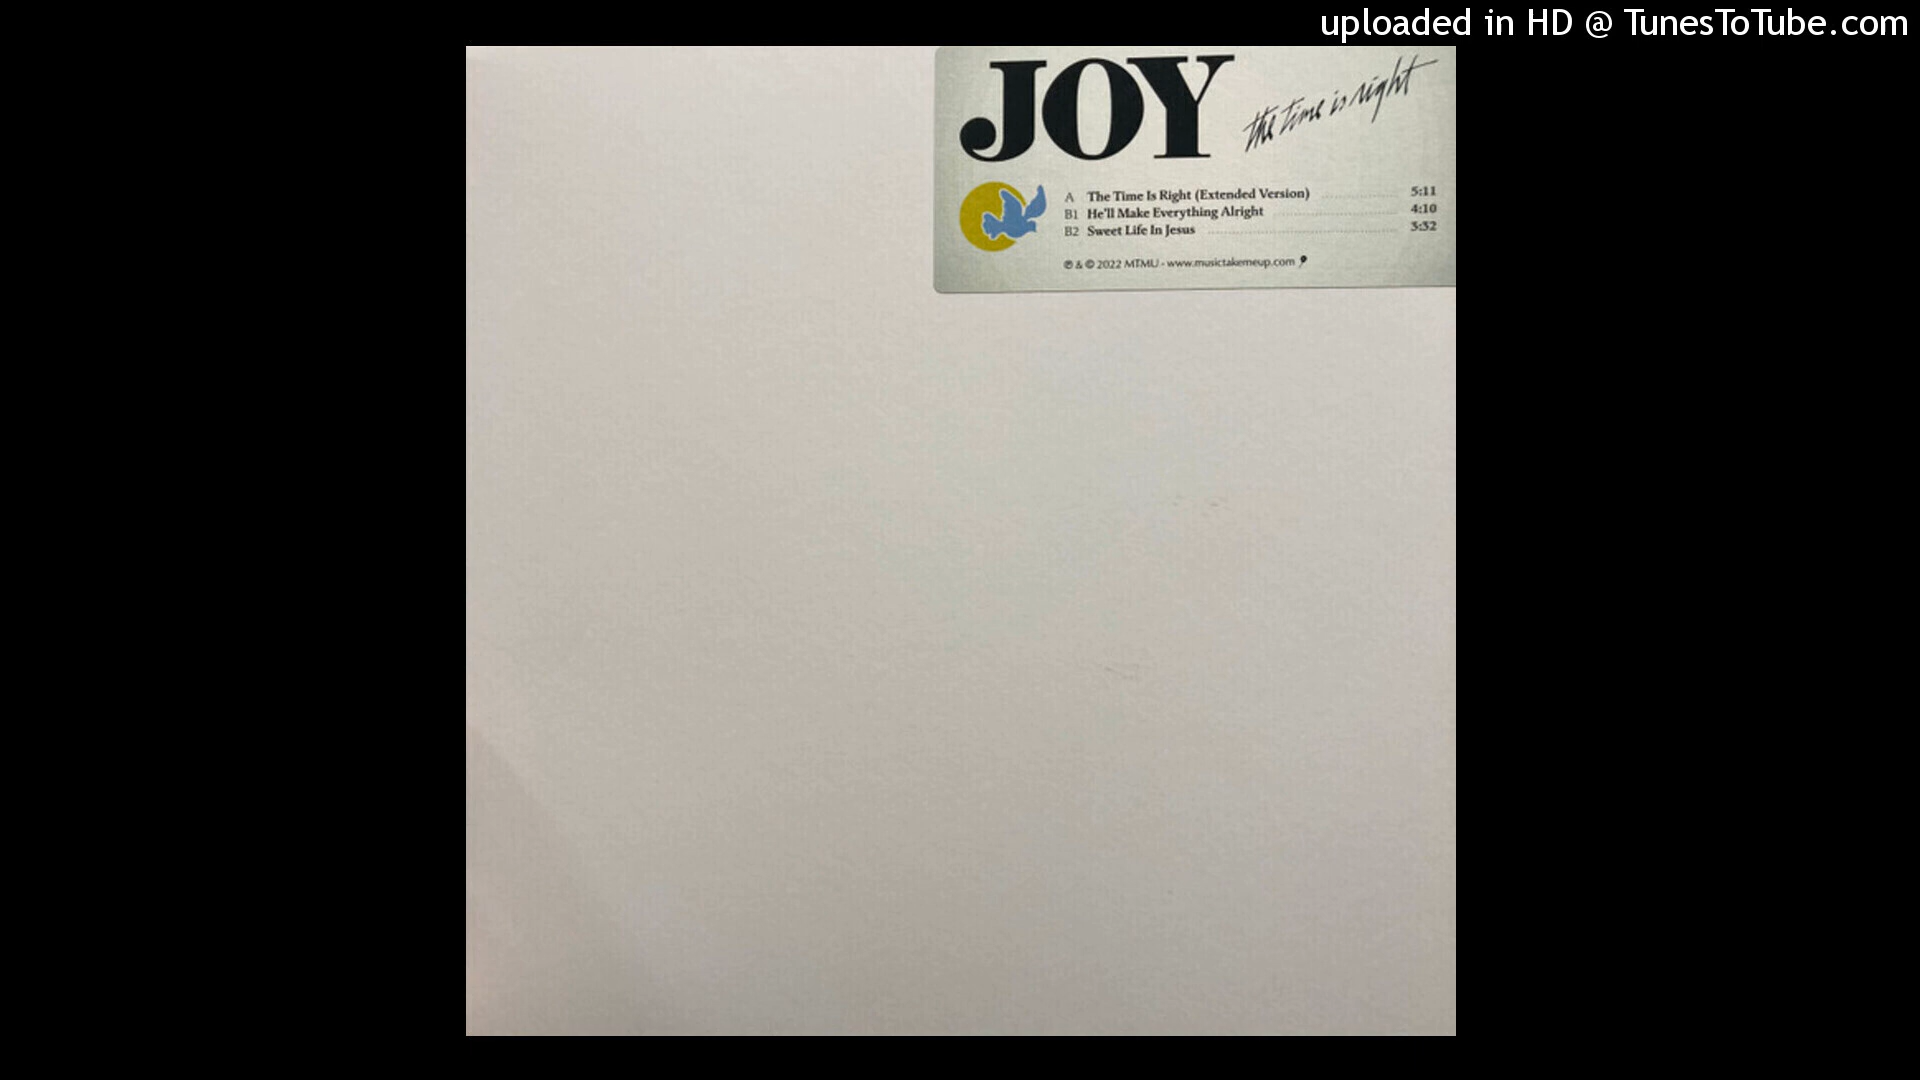 uploaded in HD @ TunesToTube.com
JOY
the time is right
A The Time Is Right (Extended Version) 5:11
B1 He'll Make Everything Alright 4:10
B2 Sweet Life In Jesus 3:32
℗ & © 2022 MTMU - www.musictakemeup.com